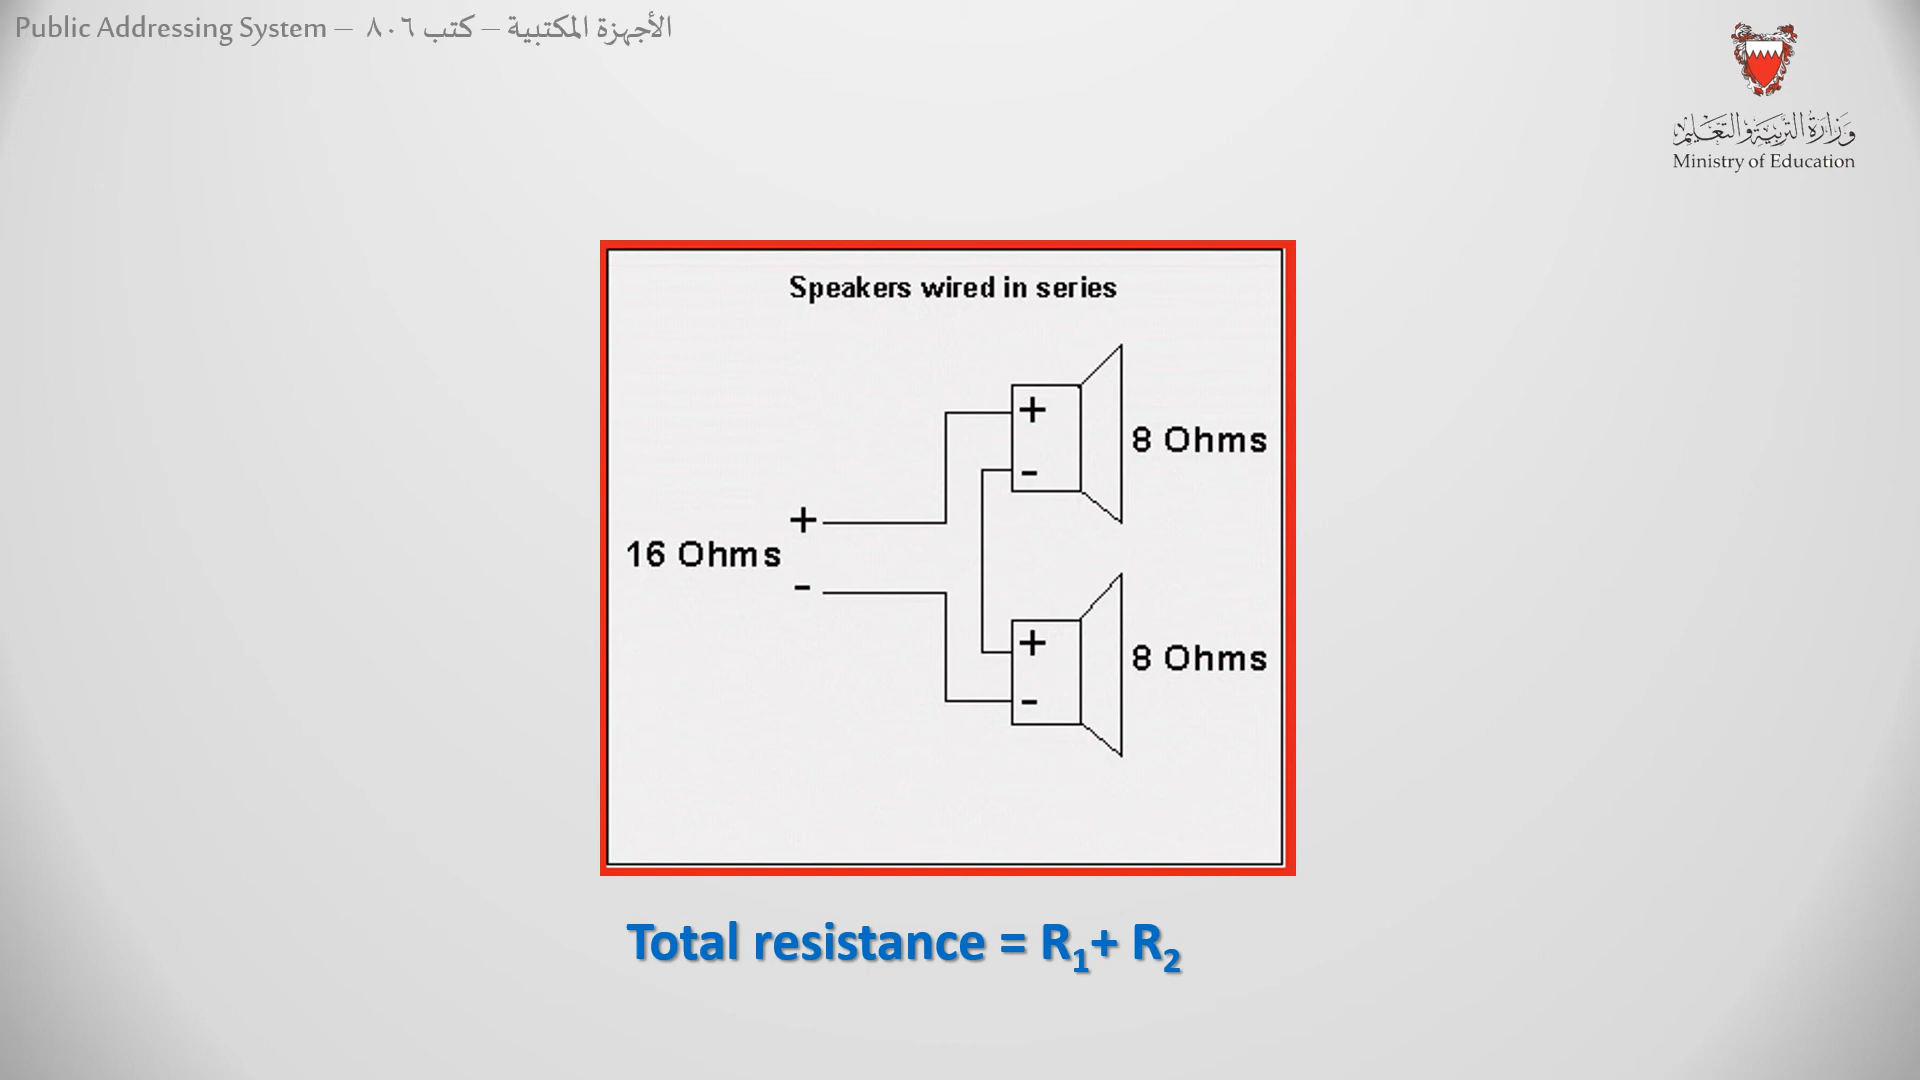 Public Addressing System – الأجهزة المكتبية – كتب ٨٠٦
وزارة التربية والتعليم
Ministry of Education
Speakers wired in series
+
-
8 Ohms
+
16 Ohms
-
+
-
8 Ohms
Total resistance = R₁+ R₂